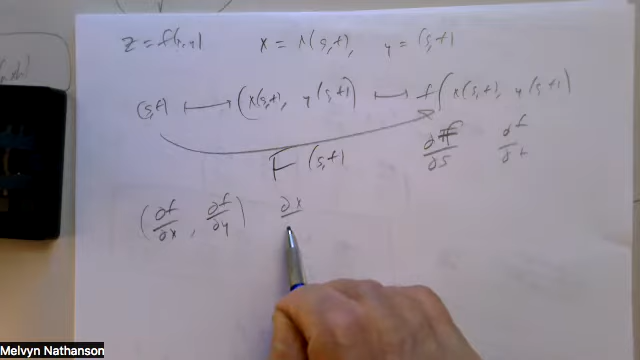 z = f(x,y)    x = x(s,t),    y = (s,t)
(s,t) ⟼ (x(s,t), y(s,t)) ⟼ f(x(s,t), y(s,t))
F(s,t)    ∂f/∂s    ∂f/∂t
(∂f/∂x, ∂f/∂y)    ∂x
Melvyn Nathanson